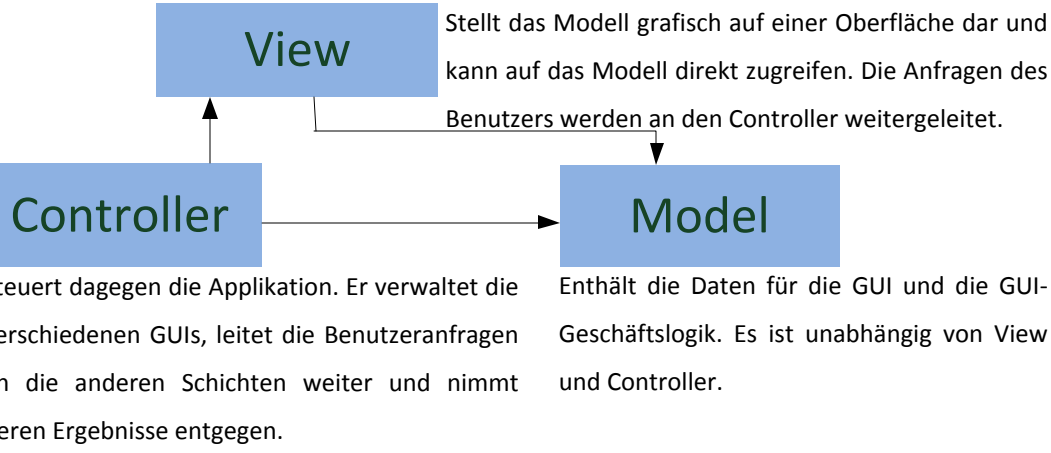 View
Stellt das Modell grafisch auf einer Oberfläche dar und
kann auf das Modell direkt zugreifen. Die Anfragen des
Benutzers werden an den Controller weitergeleitet.
Controller
Model
teuert dagegen die Applikation. Er verwaltet die
erschiedenen GUIs, leitet die Benutzeranfragen
n die anderen Schichten weiter und nimmt
eren Ergebnisse entgegen.
Enthält die Daten für die GUI und die GUI-
Geschäftslogik. Es ist unabhängig von View
und Controller.